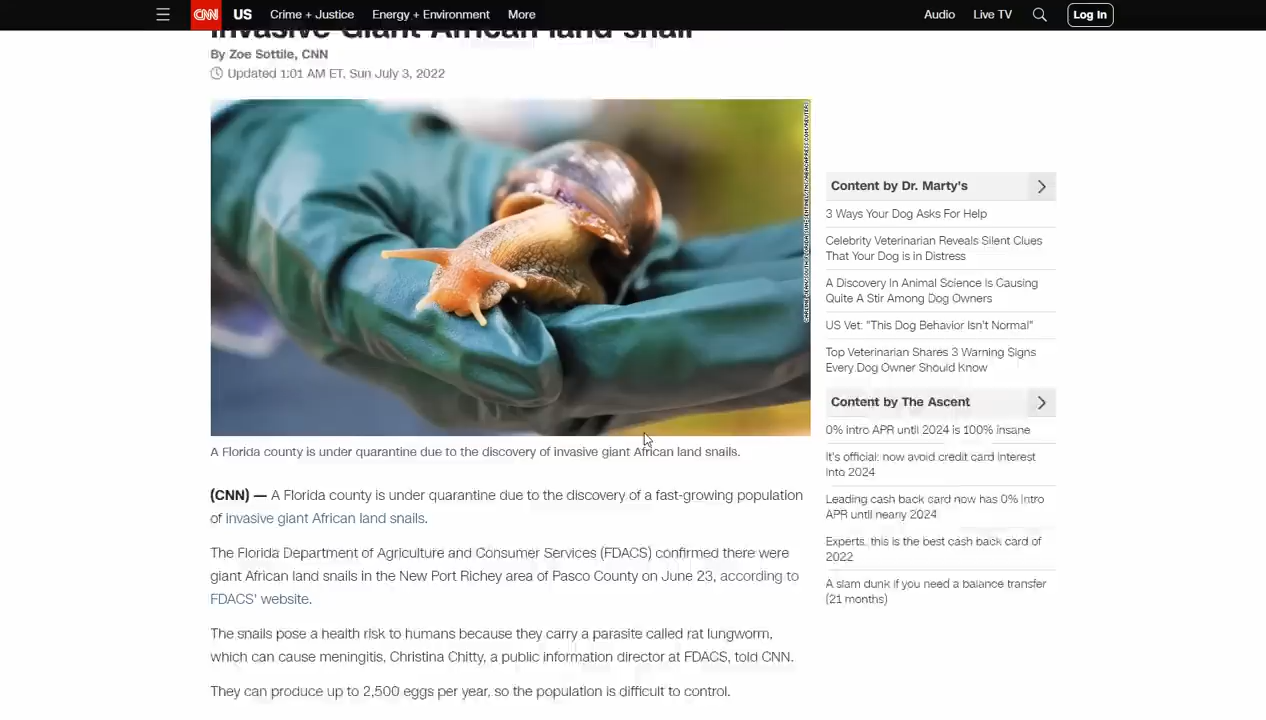 CNN
US
Crime + Justice
Energy + Environment
More
Audio
Live TV
Log In
Invasive Giant African land snail
By Zoe Sottile, CNN
Updated 1:01 AM ET, Sun July 3, 2022
A Florida county is under quarantine due to the discovery of invasive giant African land snails.
(CNN) — A Florida county is under quarantine due to the discovery of a fast-growing population
of invasive giant African land snails.
The Florida Department of Agriculture and Consumer Services (FDACS) confirmed there were
giant African land snails in the New Port Richey area of Pasco County on June 23, according to
FDACS' website.
The snails pose a health risk to humans because they carry a parasite called rat lungworm,
which can cause meningitis, Christina Chitty, a public information director at FDACS, told CNN.
They can produce up to 2,500 eggs per year, so the population is difficult to control.
Content by Dr. Marty's
3 Ways Your Dog Asks For Help
Celebrity Veterinarian Reveals Silent Clues
That Your Dog is in Distress
A Discovery In Animal Science Is Causing
Quite A Stir Among Dog Owners
US Vet: "This Dog Behavior Isn't Normal"
Top Veterinarian Shares 3 Warning Signs
Every Dog Owner Should Know
Content by The Ascent
0% intro APR until 2024 is 100% insane
It's official: now avoid credit card interest
into 2024
Leading cash back card now has 0% intro
APR until nearly 2024
Experts: this is the best cash back card of
2022
A slam dunk if you need a balance transfer
(21 months)